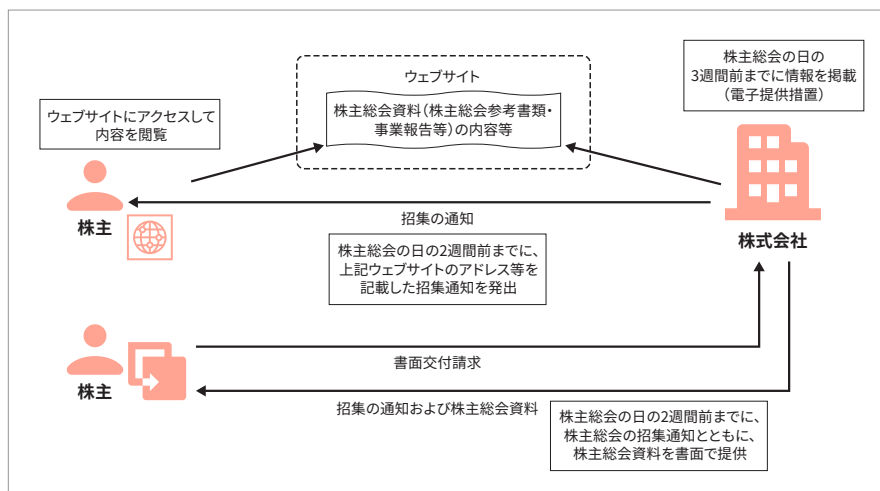 株主総会の日の
3週間前までに情報を掲載
（電子提供措置）
ウェブサイト
株主総会資料（株主総会参考書類・
事業報告等）の内容等
ウェブサイトにアクセスして
内容を閲覧
株主
株式会社
招集の通知
株主総会の日の2週間前までに、
上記ウェブサイトのアドレス等を
記載した招集通知を発出
株主
書面交付請求
招集の通知および株主総会資料
株主総会の日の2週間前までに、
株主総会の招集通知とともに、
株主総会資料を書面で提供